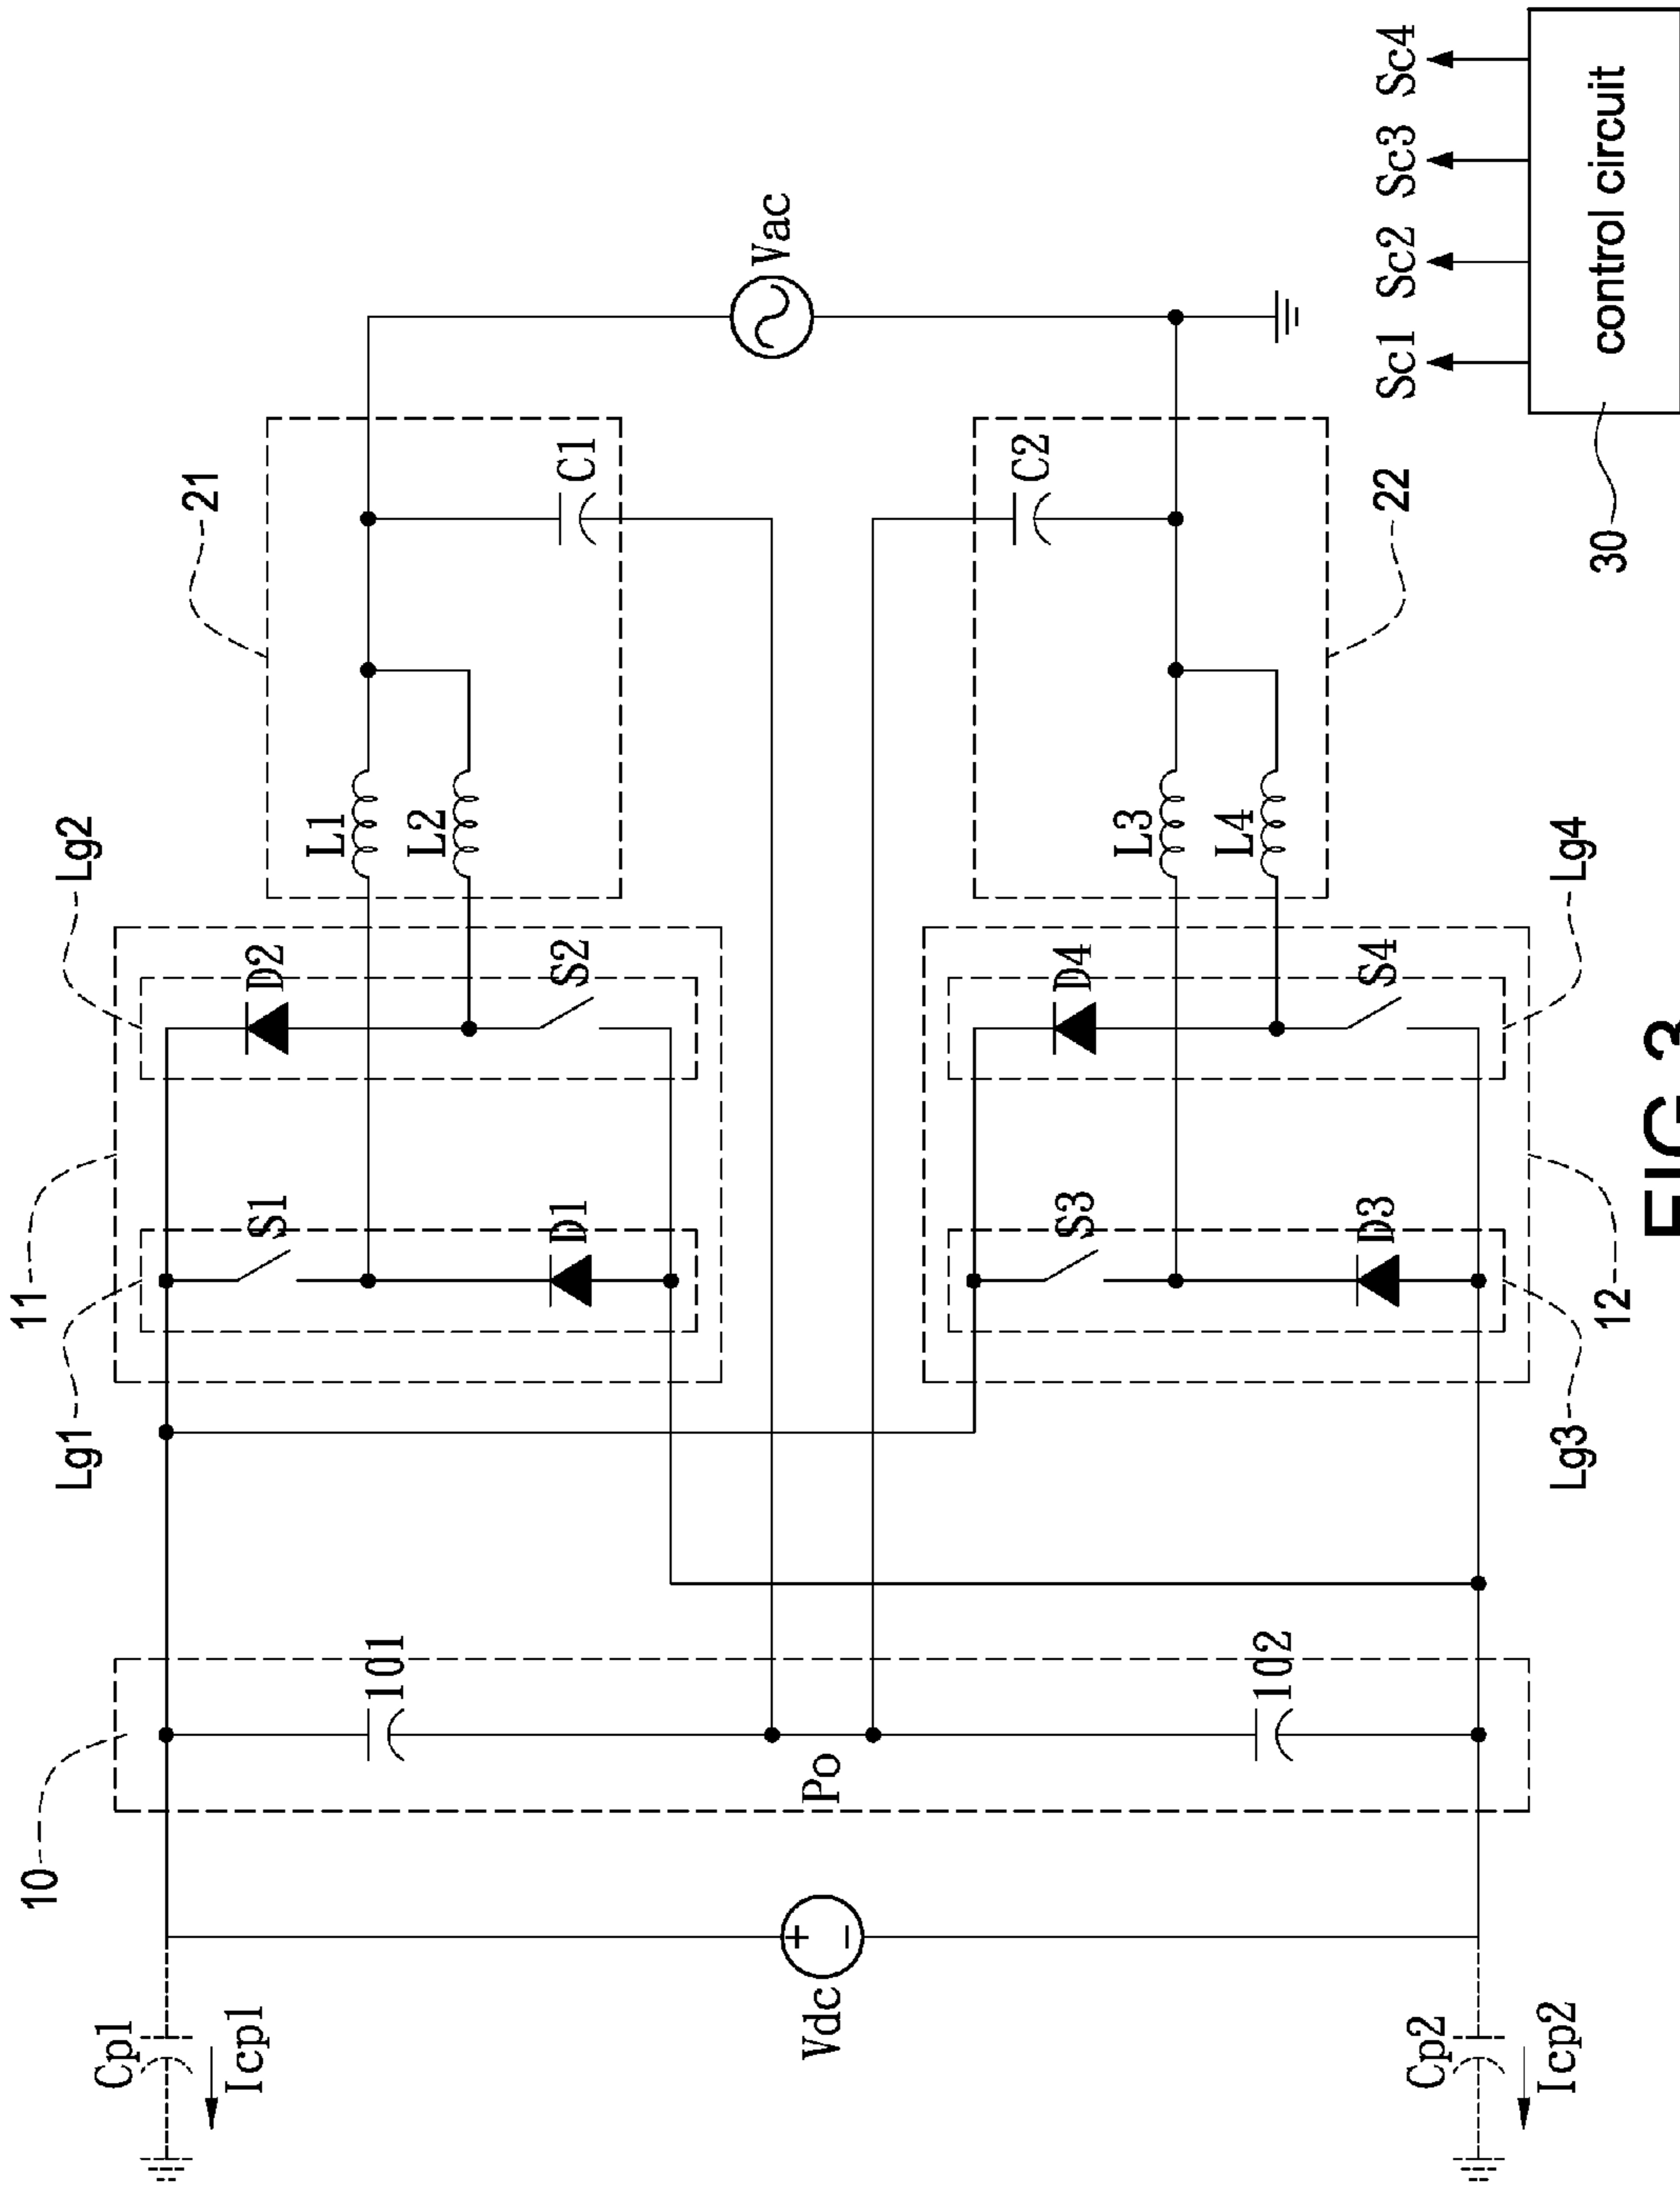 10
Lg1
11
Lg2
21
Cp1
Icp1
101
S1
D1
D2
S2
L1
L2
C1
Vdc
+
−
Po
Vac
Cp2
Icp2
102
S3
D3
D4
S4
L3
L4
C2
Lg3
12
Lg4
22
Sc1 Sc2 Sc3 Sc4
control circuit
30
FIG.3